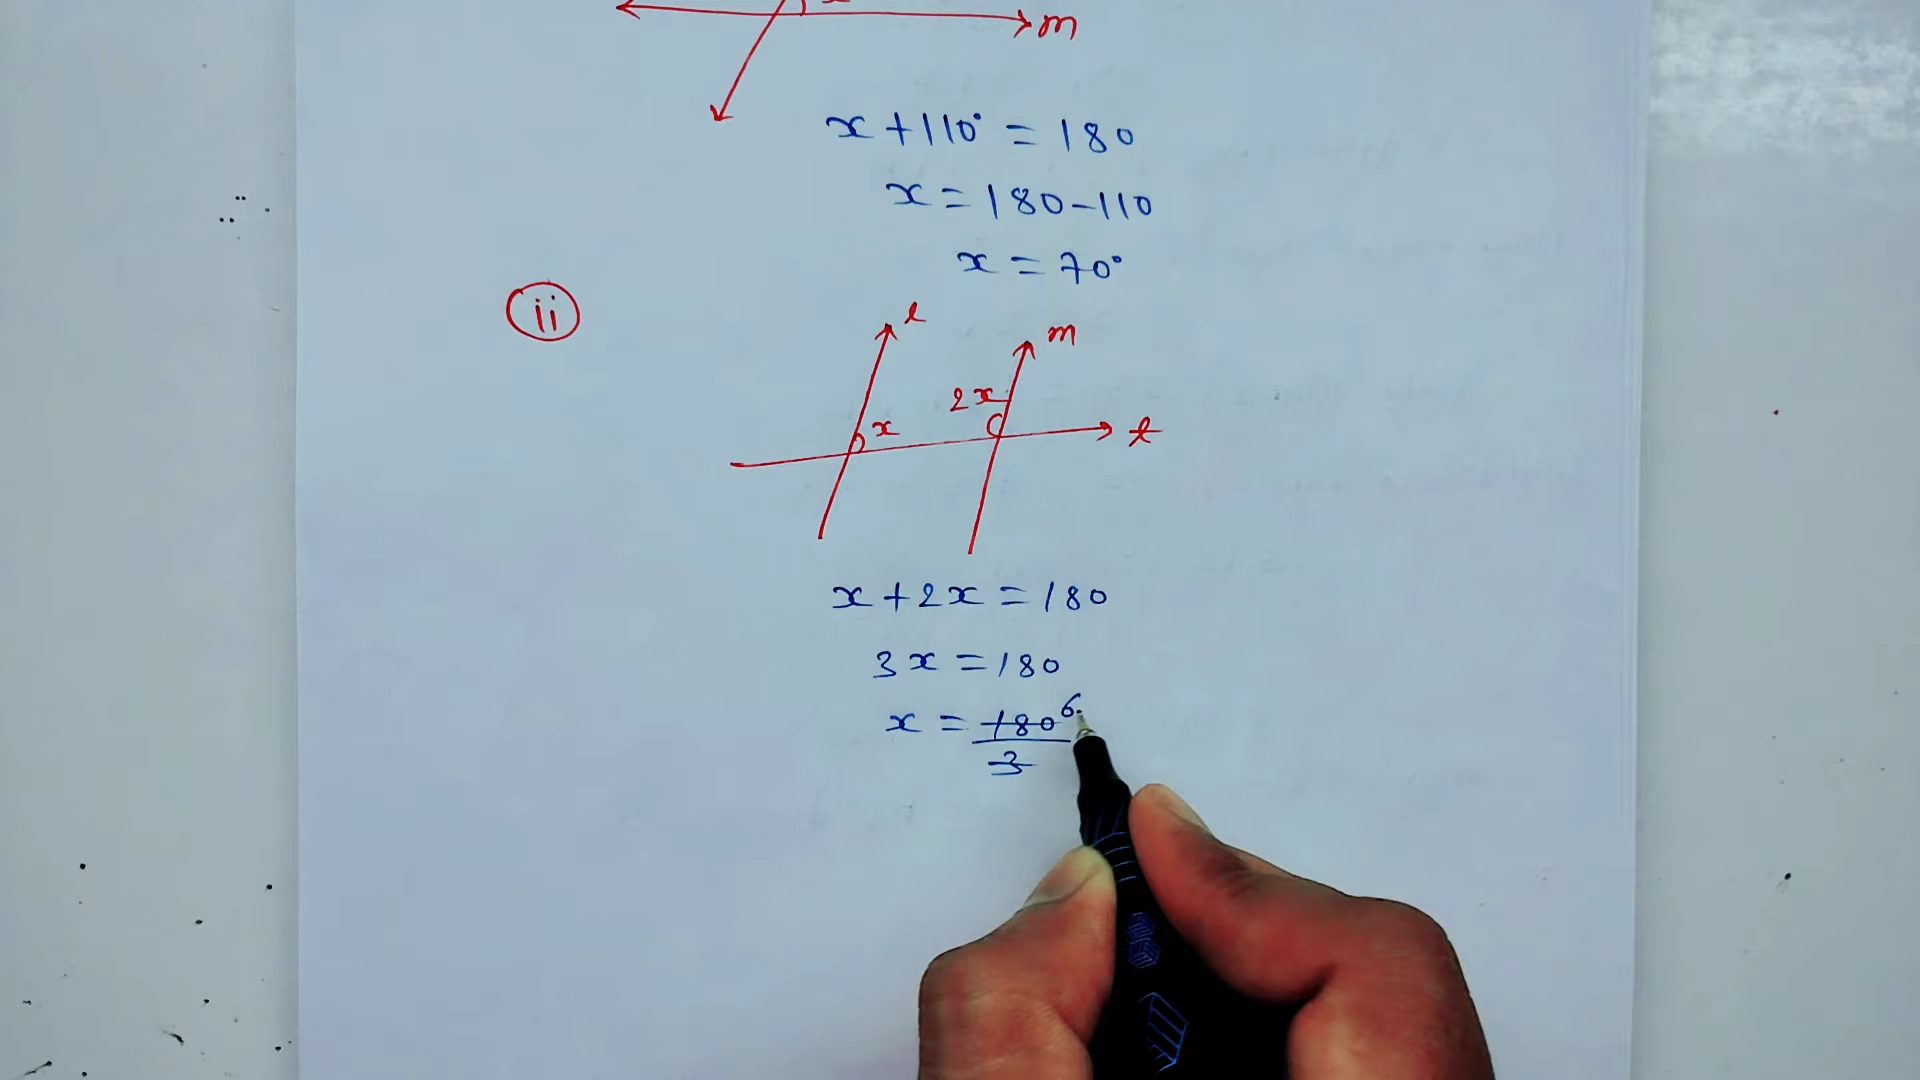 m
x + 110° = 180
x = 180 - 110
x = 70°
ii
l
m
2x
x
t
x + 2x = 180
3x = 180
x = 180/3 6